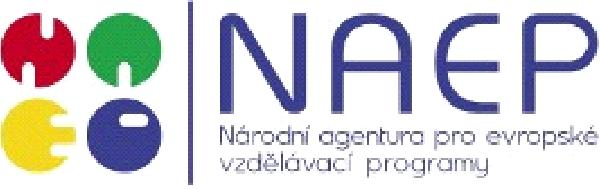 NAEP
Národní agentura pro evropské
vzdělávací programy